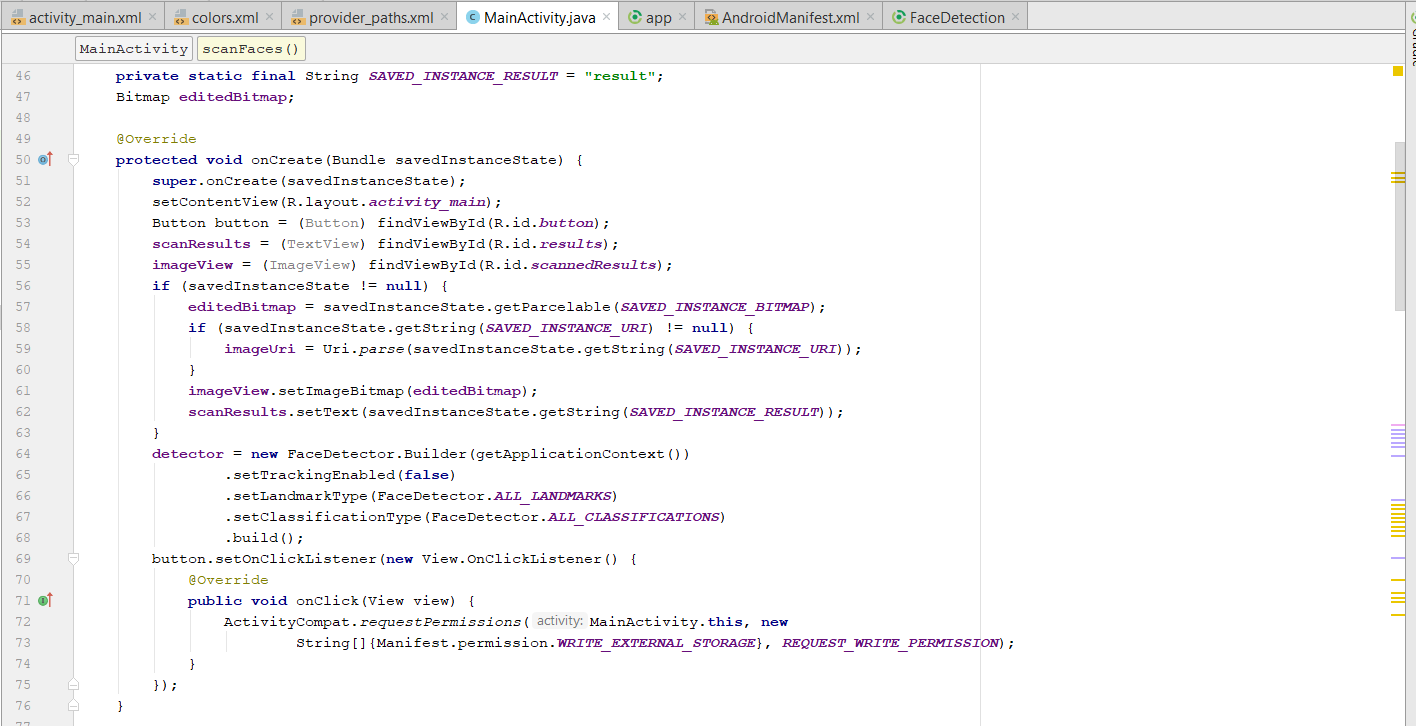 activity_main.xml × colors.xml × provider_paths.xml × MainActivity.java × app × AndroidManifest.xml × FaceDetection ×
MainActivity scanFaces()
46 private static final String SAVED_INSTANCE_RESULT = "result";
47 Bitmap editedBitmap;
48
49 @Override
50 protected void onCreate(Bundle savedInstanceState) {
51 super.onCreate(savedInstanceState);
52 setContentView(R.layout.activity_main);
53 Button button = (Button) findViewById(R.id.button);
54 scanResults = (TextView) findViewById(R.id.results);
55 imageView = (ImageView) findViewById(R.id.scannedResults);
56 if (savedInstanceState != null) {
57 editedBitmap = savedInstanceState.getParcelable(SAVED_INSTANCE_BITMAP);
58 if (savedInstanceState.getString(SAVED_INSTANCE_URI) != null) {
59 imageUri = Uri.parse(savedInstanceState.getString(SAVED_INSTANCE_URI));
60 }
61 imageView.setImageBitmap(editedBitmap);
62 scanResults.setText(savedInstanceState.getString(SAVED_INSTANCE_RESULT));
63 }
64 detector = new FaceDetector.Builder(getApplicationContext())
65 .setTrackingEnabled(false)
66 .setLandmarkType(FaceDetector.ALL_LANDMARKS)
67 .setClassificationType(FaceDetector.ALL_CLASSIFICATIONS)
68 .build();
69 button.setOnClickListener(new View.OnClickListener() {
70 @Override
71 public void onClick(View view) {
72 ActivityCompat.requestPermissions( activity: MainActivity.this, new
73 String[]{Manifest.permission.WRITE_EXTERNAL_STORAGE}, REQUEST_WRITE_PERMISSION);
74 }
75 });
76 }